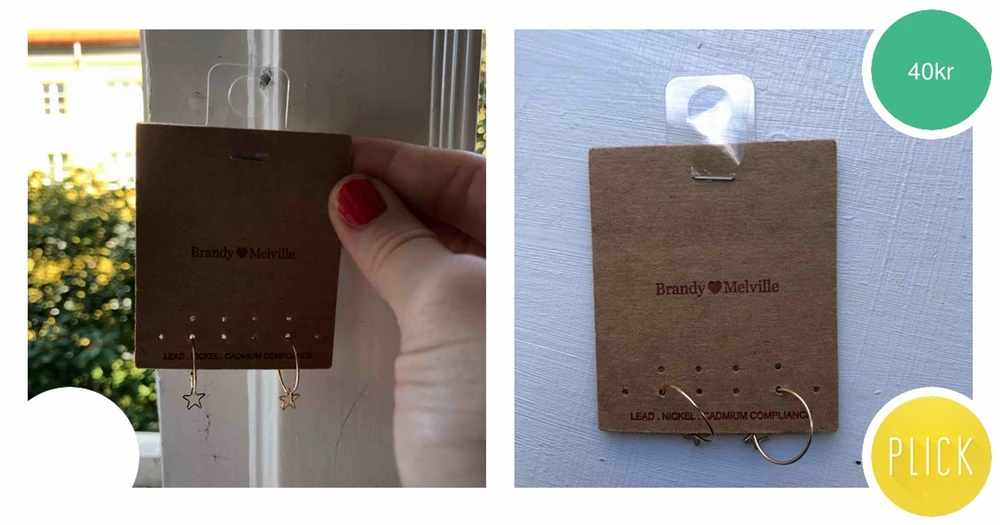 Brandy ❤ Melville
LEAD . NICKEL . CADMIUM COMPLIANCE
Brandy ❤ Melville
LEAD . NICKEL . CADMIUM COMPLIANCE
40kr
PLICK